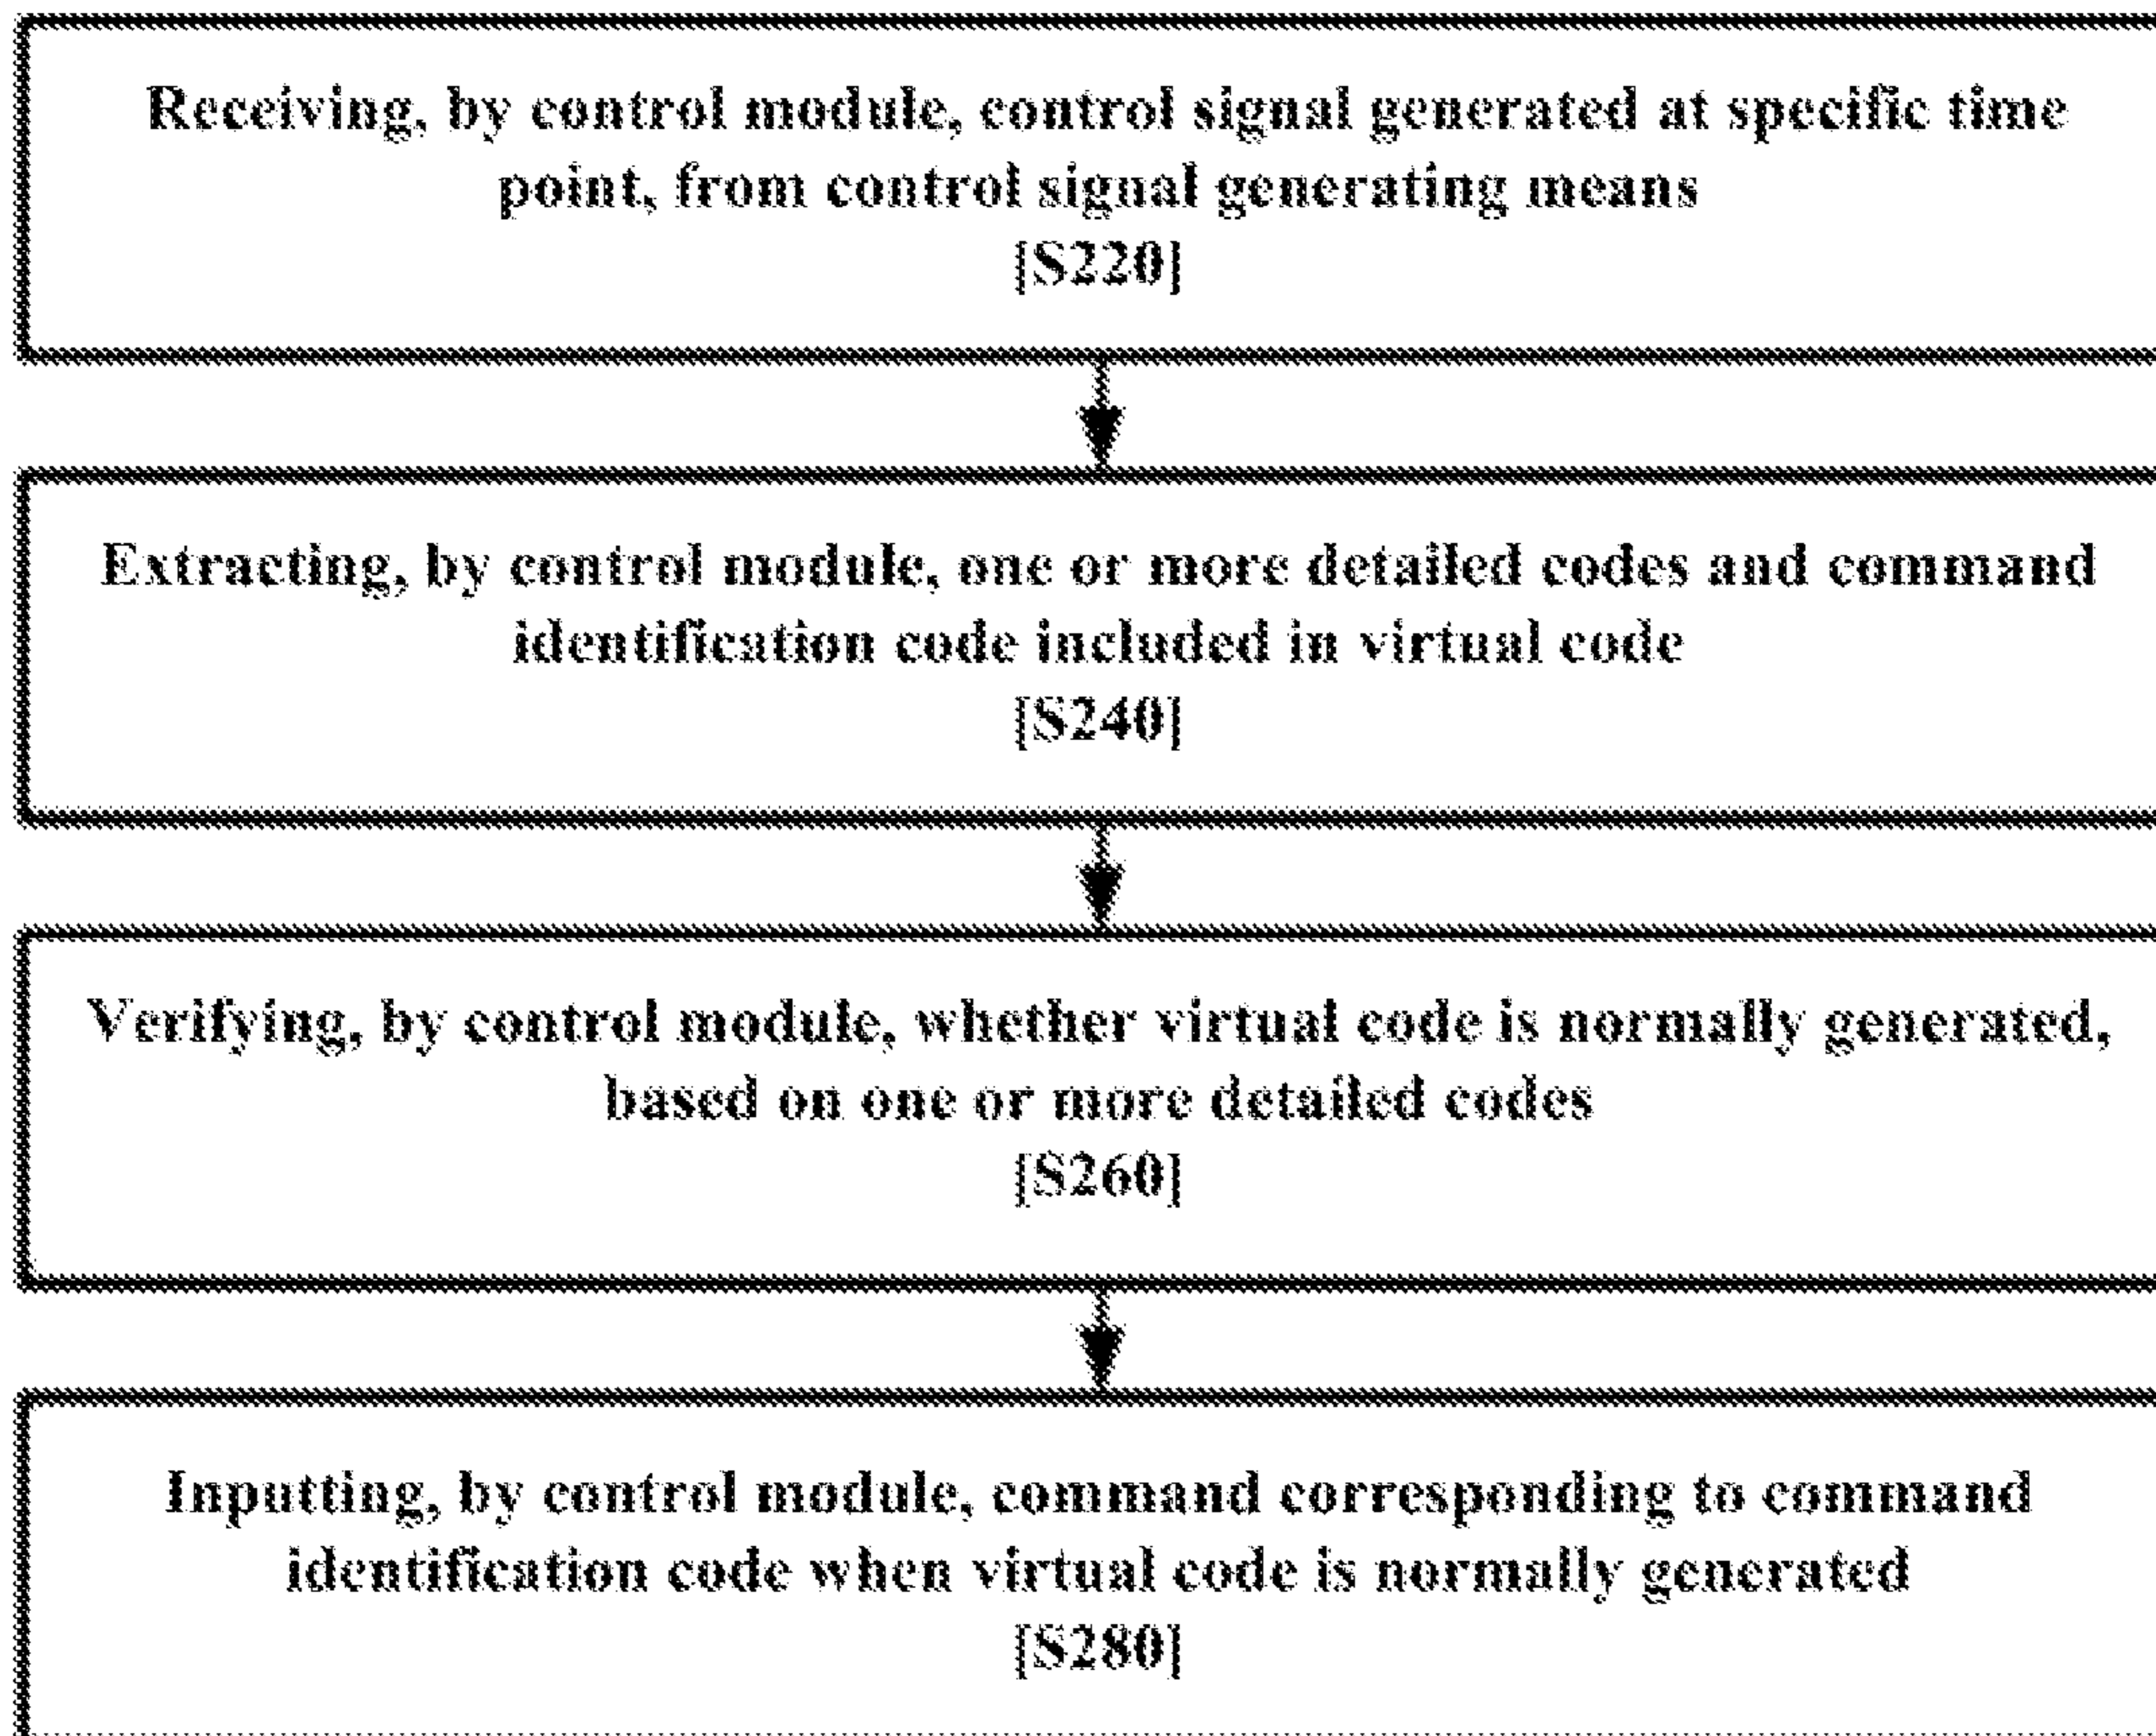 Receiving, by control module, control signal generated at specific time
point, from control signal generating means
[S220]
Extracting, by control module, one or more detailed codes and command
identification code included in virtual code
[S240]
Verifying, by control module, whether virtual code is normally generated,
based on one or more detailed codes
[S260]
Inputting, by control module, command corresponding to command
identification code when virtual code is normally generated
[S280]